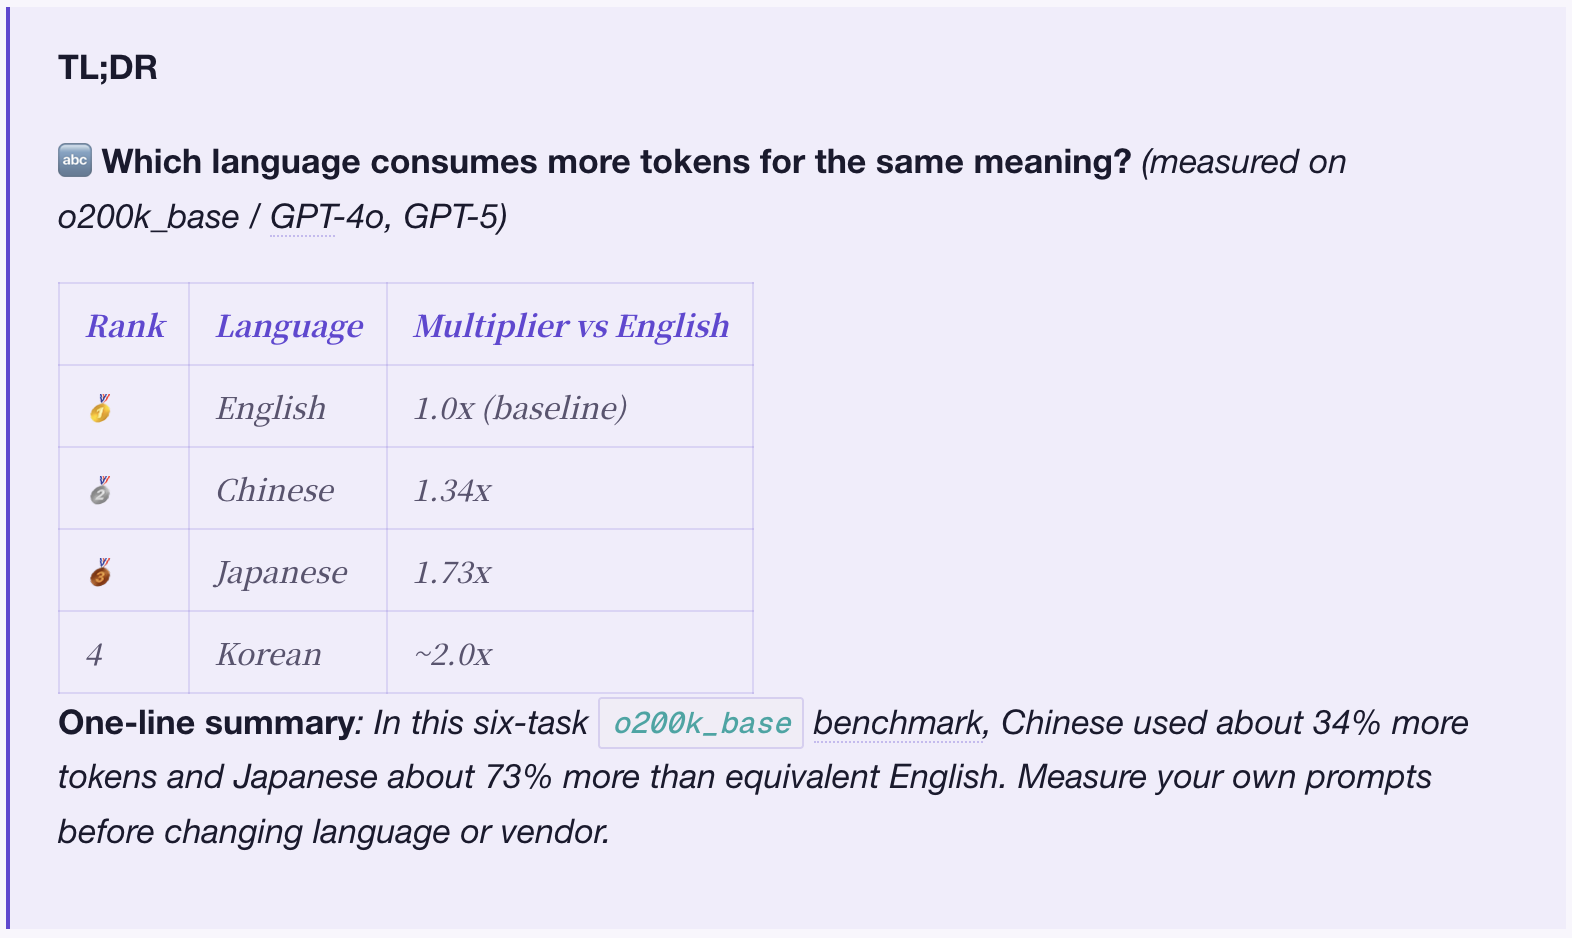 TL;DR
🔤 Which language consumes more tokens for the same meaning? (measured on
o200k_base / GPT-4o, GPT-5)
Rank Language Multiplier vs English
🥇 English 1.0x (baseline)
🥈 Chinese 1.34x
🥉 Japanese 1.73x
4 Korean ~2.0x
One-line summary: In this six-task o200k_base benchmark, Chinese used about 34% more
tokens and Japanese about 73% more than equivalent English. Measure your own prompts
before changing language or vendor.